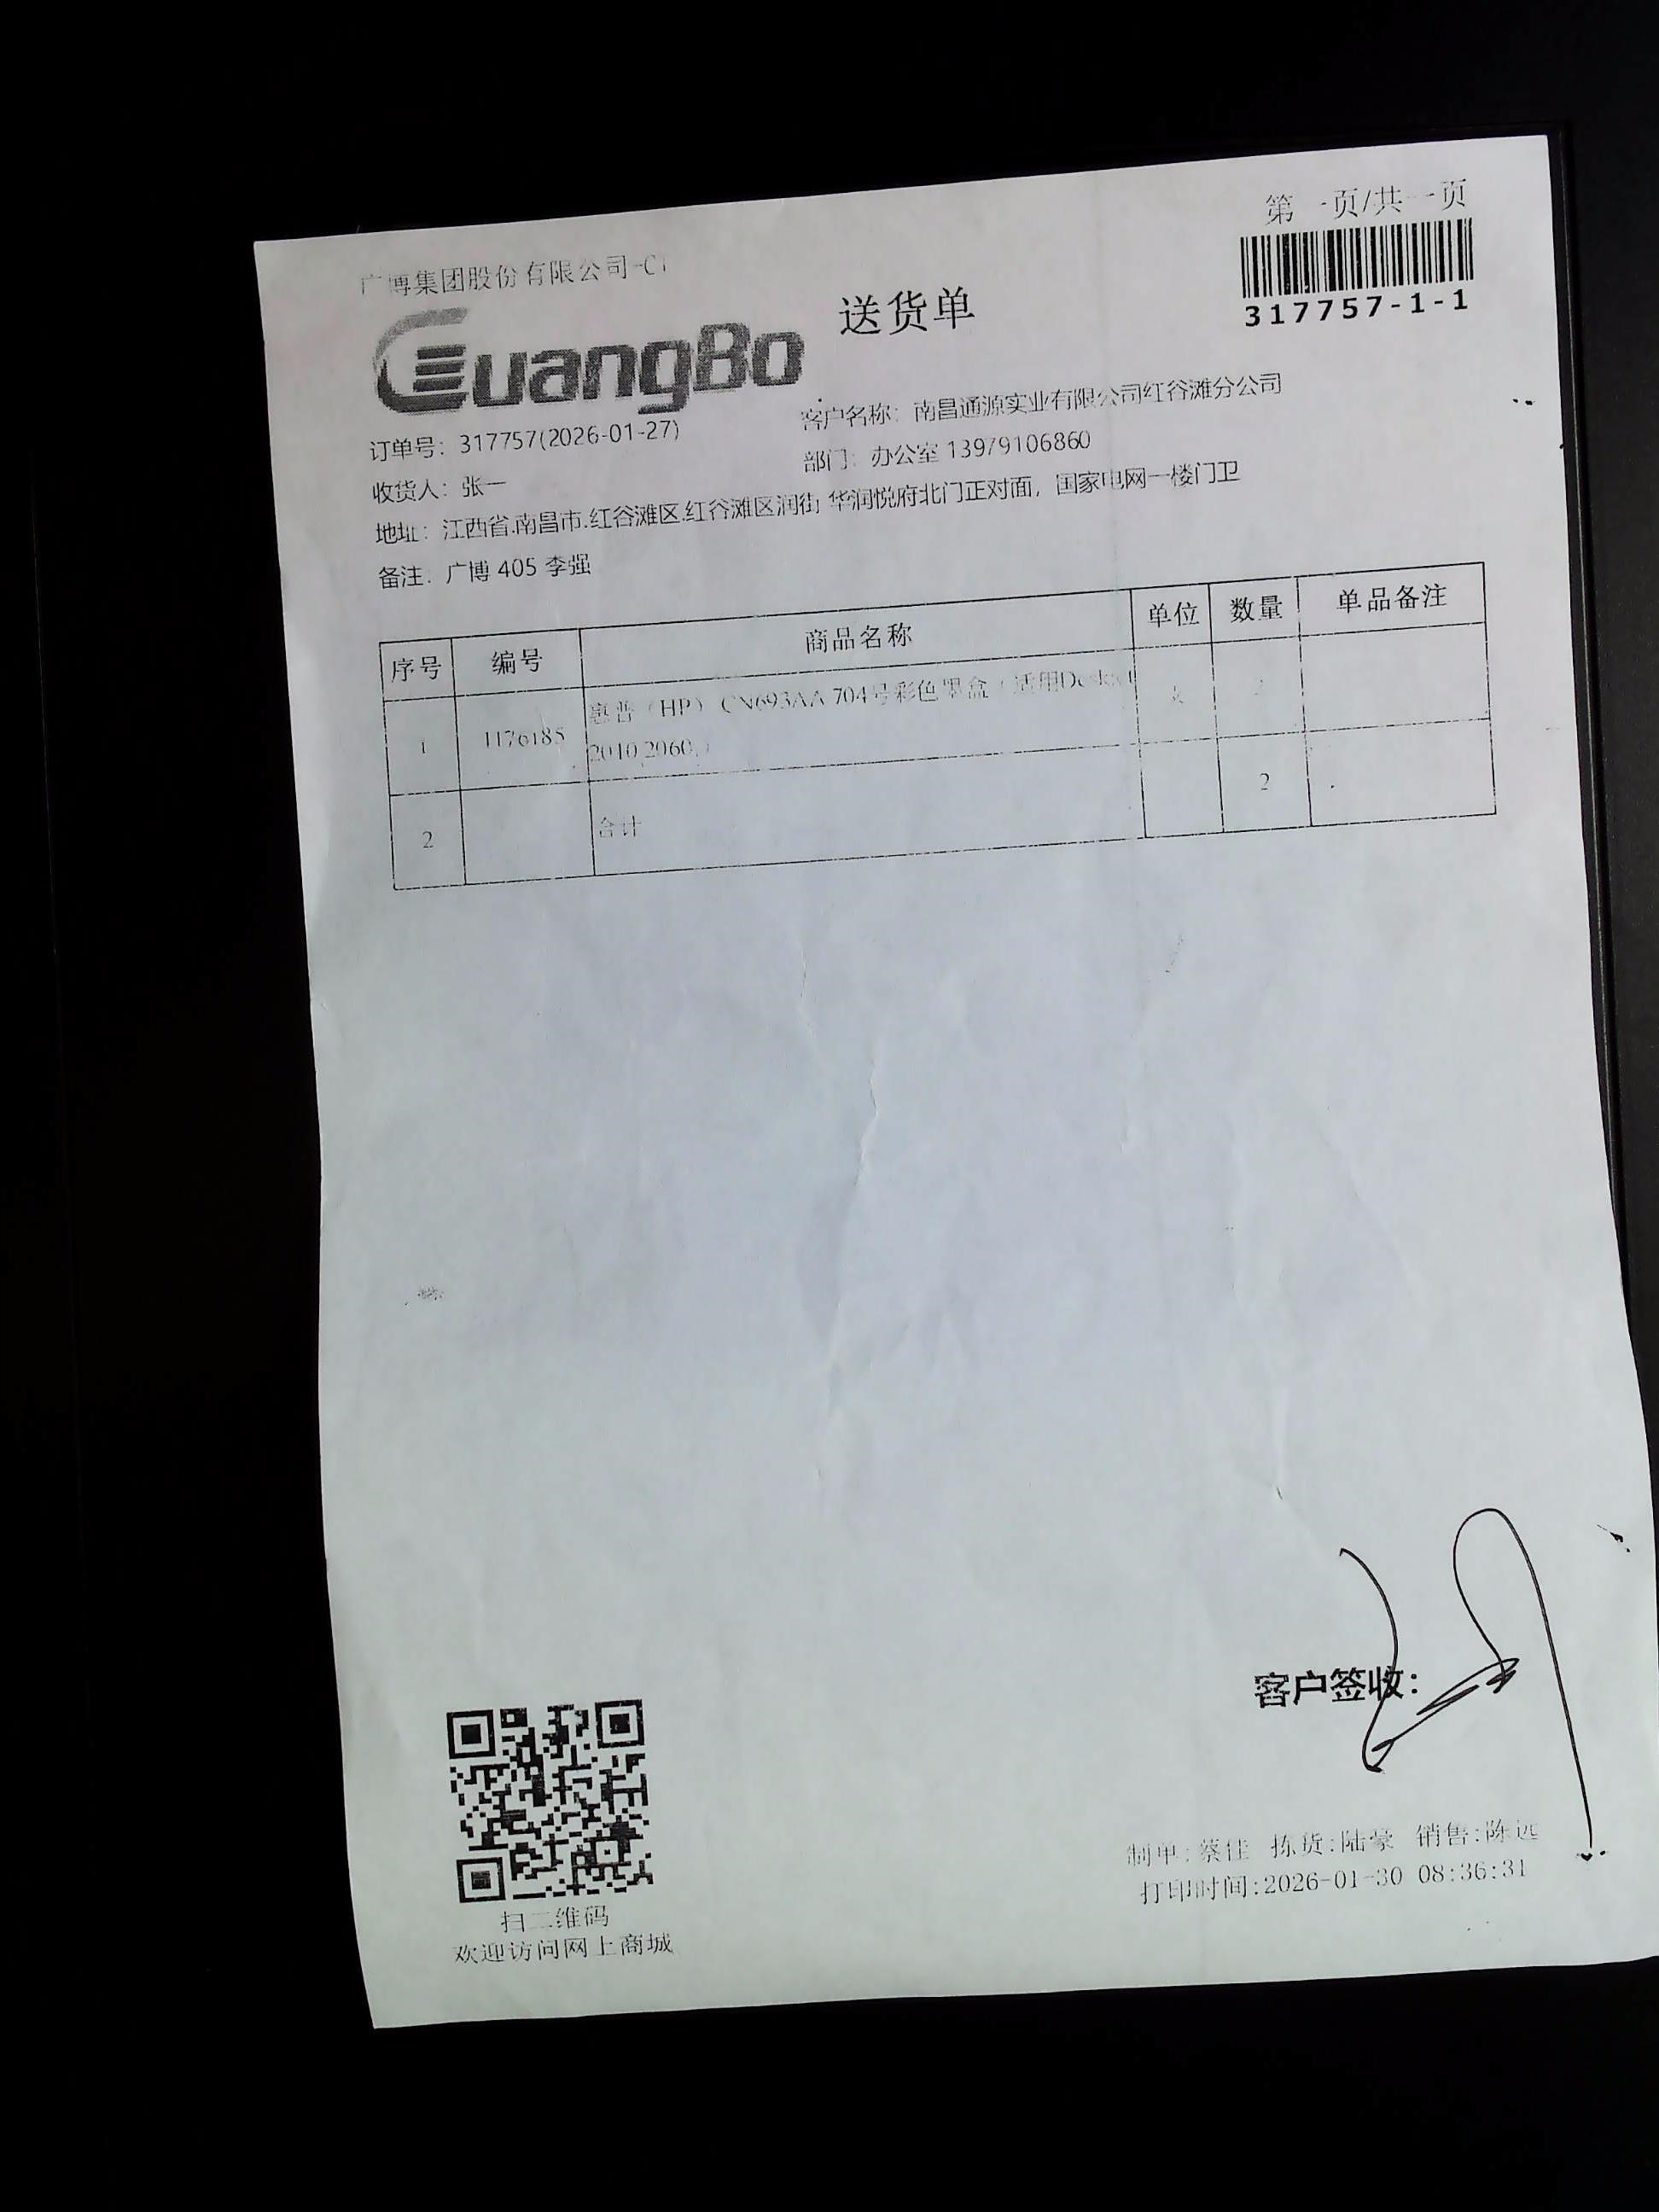 第一页/共一页
广博集团股份有限公司-C1
GuangBo
送货单
317757-1-1
订单号: 317757(2026-01-27)
客户名称: 南昌通源实业有限公司红谷滩分公司
收货人: 张一
部门: 办公室 13979106860
地址: 江西省.南昌市.红谷滩区.红谷滩区润街 华润悦府北门正对面, 国家电网一楼门卫
备注: 广博 405 李强
序号 编号 商品名称 单位 数量 单品备注
1 1176185 惠普（HP） CN693AA 704号彩色墨盒（适用Deskjet
2010,2060,）
2 合计 2
客户签收:
扫二维码
欢迎访问网上商城
制单:蔡佳 拣货:陆豪 销售:陈远
打印时间:2026-01-30 08:36:31